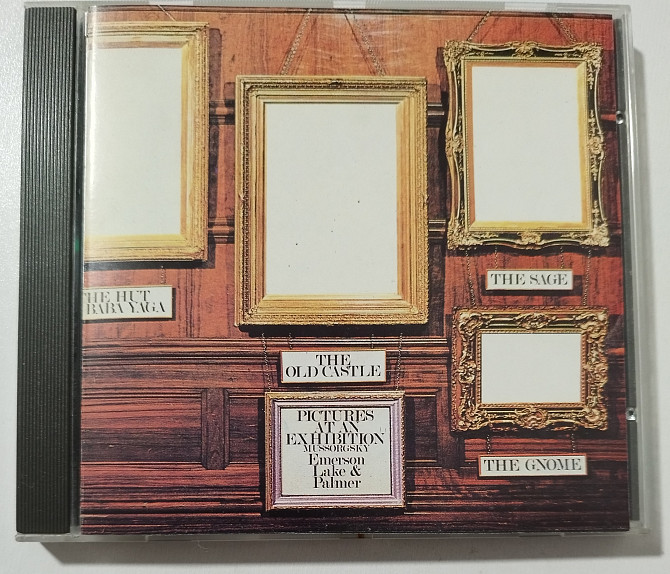 THE HUT
BABA YAGA
THE
OLD CASTLE
PICTURES
AT AN
EXHIBITION
MUSSORGSKY
Emerson
Lake &
Palmer
THE SAGE
THE GNOME